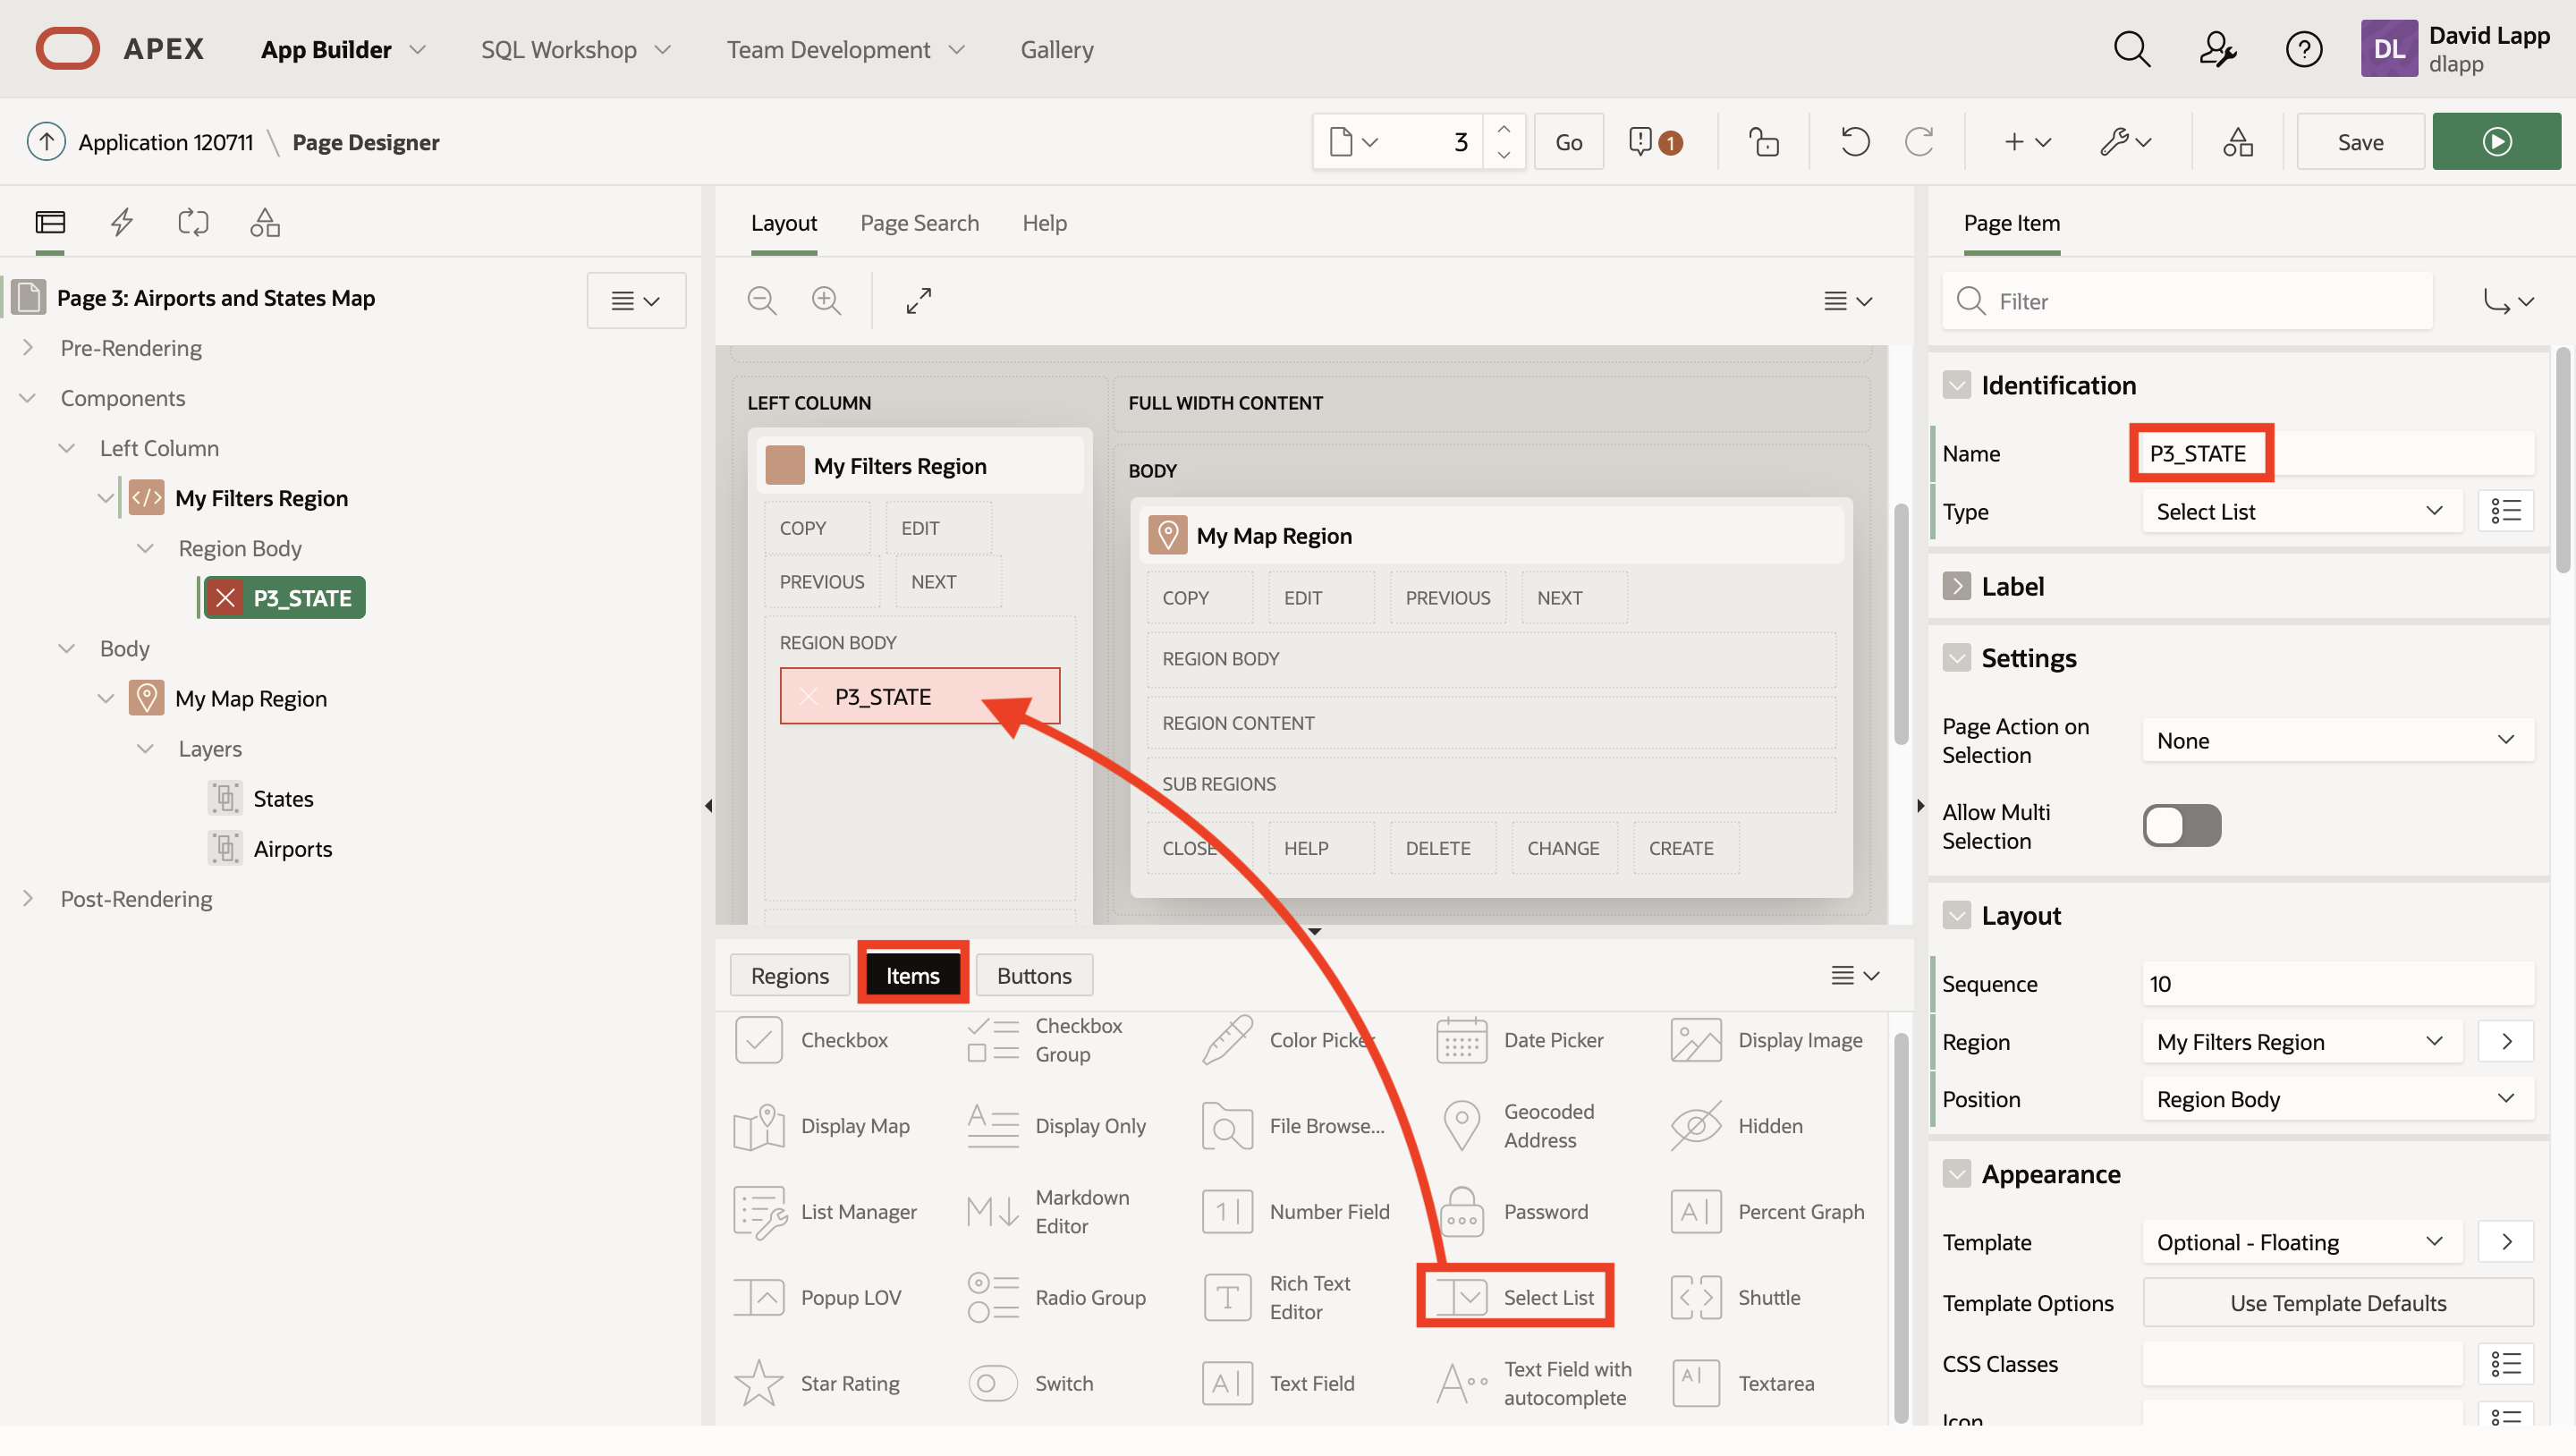 APEX
App Builder
SQL Workshop
Team Development
Gallery
DL
David Lapp
dlapp
Application 120711 \ Page Designer
3
Go
1
Save
Layout
Page Search
Help
Page Item
Page 3: Airports and States Map
Pre-Rendering
Components
Left Column
</> My Filters Region
Region Body
P3_STATE
Body
My Map Region
Layers
States
Airports
Post-Rendering
LEFT COLUMN
My Filters Region
COPY
EDIT
PREVIOUS
NEXT
REGION BODY
P3_STATE
FULL WIDTH CONTENT
BODY
My Map Region
COPY
EDIT
PREVIOUS
NEXT
REGION BODY
REGION CONTENT
SUB REGIONS
CLOSE
HELP
DELETE
CHANGE
CREATE
Regions
Items
Buttons
Checkbox
Checkbox
Group
Color Picker
Date Picker
Display Image
Display Map
Display Only
File Browse...
Geocoded
Address
Hidden
List Manager
Markdown
Editor
Number Field
Password
Percent Graph
Popup LOV
Radio Group
Rich Text
Editor
Select List
Shuttle
Star Rating
Switch
Text Field
Text Field with
autocomplete
Textarea
Filter
Identification
Name
P3_STATE
Type
Select List
Label
Settings
Page Action on
Selection
None
Allow Multi
Selection
Layout
Sequence
10
Region
My Filters Region
Position
Region Body
Appearance
Template
Optional - Floating
Template Options
Use Template Defaults
CSS Classes
Icon